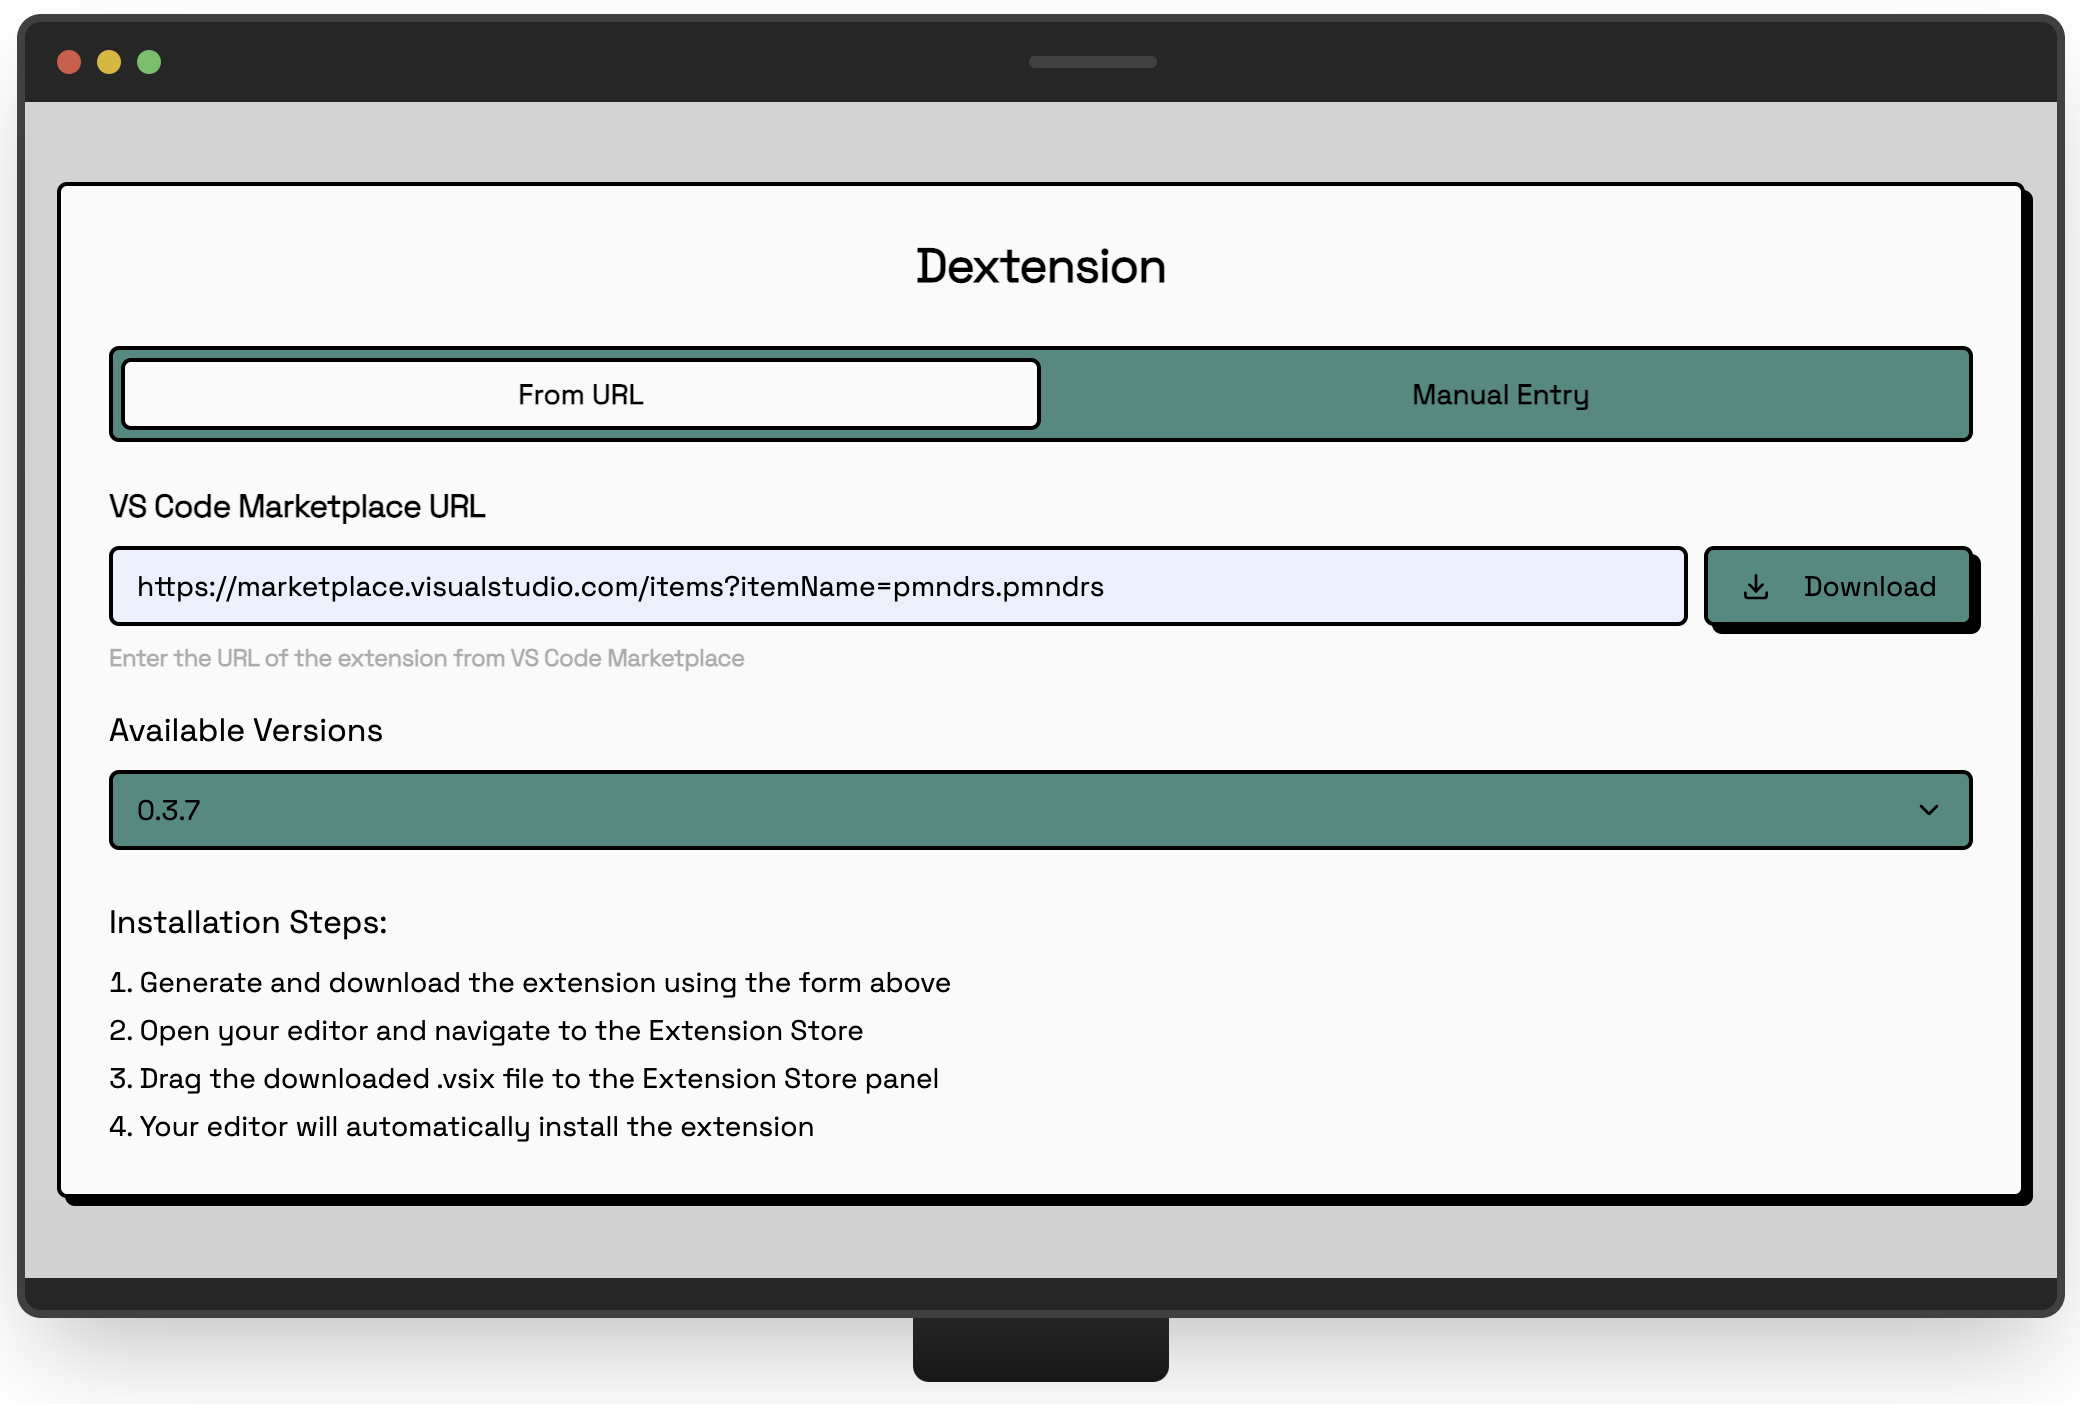 Dextension
From URL
Manual Entry
VS Code Marketplace URL
https://marketplace.visualstudio.com/items?itemName=pmndrs.pmndrs
Download
Enter the URL of the extension from VS Code Marketplace
Available Versions
0.3.7
Installation Steps:
1. Generate and download the extension using the form above
2. Open your editor and navigate to the Extension Store
3. Drag the downloaded .vsix file to the Extension Store panel
4. Your editor will automatically install the extension